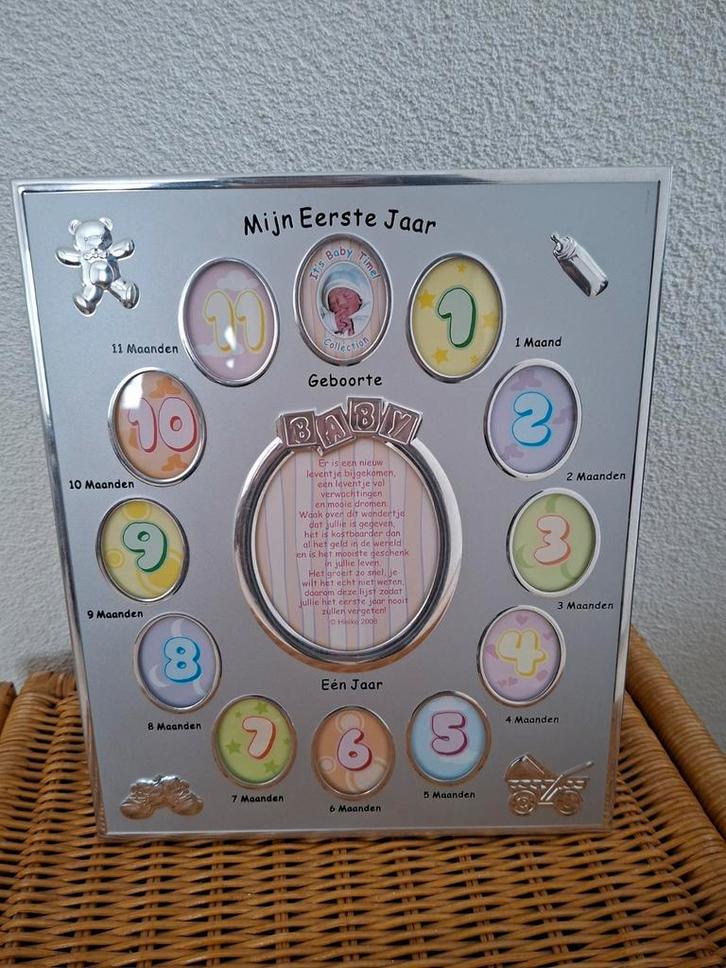 Mijn Eerste Jaar
It's Baby Time!
Collection
Geboorte
1
1 Maand
2
2 Maanden
3
3 Maanden
4
4 Maanden
5
5 Maanden
6
6 Maanden
7
7 Maanden
8
8 Maanden
9
9 Maanden
10
10 Maanden
11
11 Maanden
BABY
Er is een nieuw
leventje bijgekomen,
een leventje vol
verwachtingen
en mooie dromen.
Waak over dit wondertje
dat jullie is gegeven,
het is kostbaarder dan
al het geld in de wereld
en is het mooiste geschenk
in jullie leven.
Het groeit zo snel, je
wilt het echt niet weten,
daarom deze lijst zodat
jullie het eerste jaar nooit
zullen vergeten!
© 2008
Eén Jaar